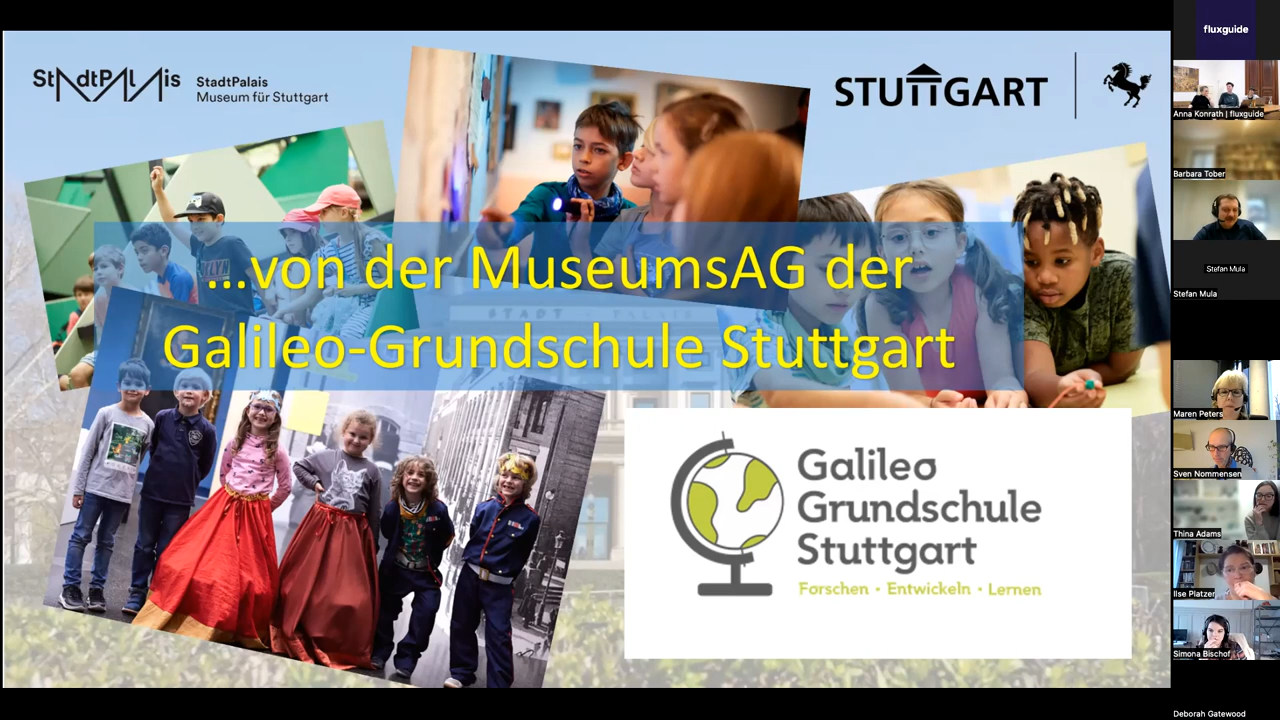 StadtPalais
StadtPalais
Museum für Stuttgart
STUTTGART
...von der MuseumsAG der
Galileo-Grundschule Stuttgart
Galileo
Grundschule
Stuttgart
Forschen • Entwickeln • Lernen
fluxguide
Anna Konrath | fluxguide
Barbara Tober
Stefan Mula
Stefan Mula
Maren Peters
Sven Nommensen
Thina Adams
Ilse Platzer
Simona Bischof
Deborah Gatewood